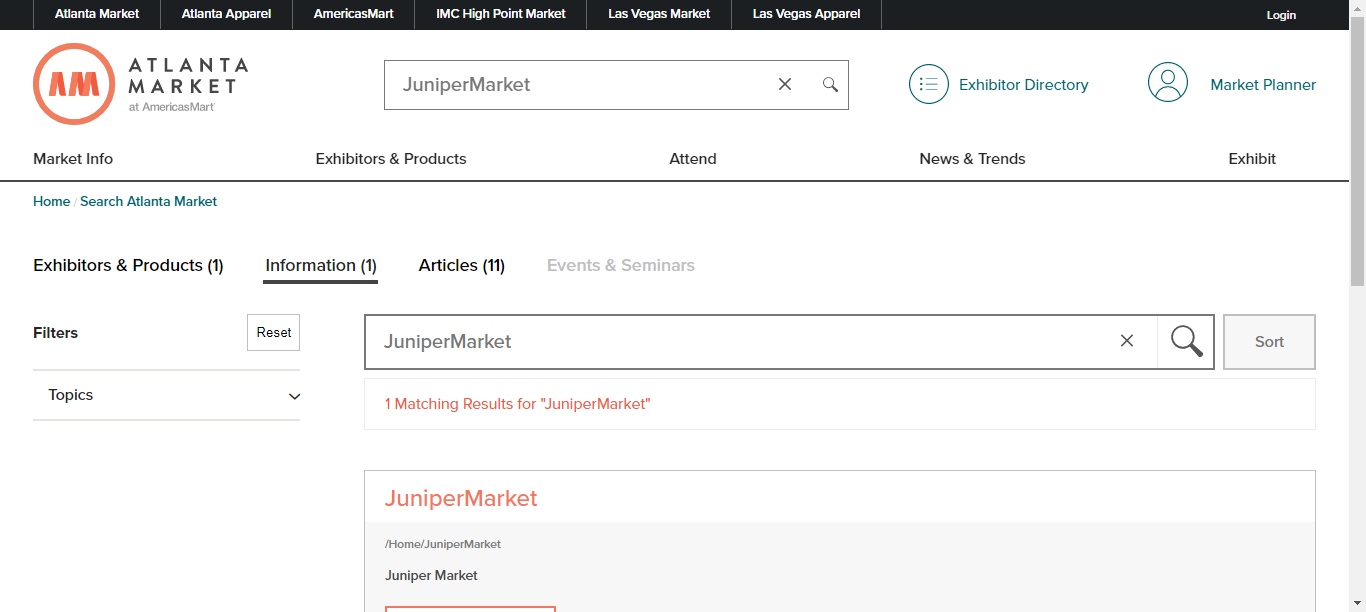 Atlanta Market Atlanta Apparel AmericasMart IMC High Point Market Las Vegas Market Las Vegas Apparel Login
ATLANTA
MARKET
at AmericasMart
JuniperMarket
Exhibitor Directory
Market Planner
Market Info Exhibitors & Products Attend News & Trends Exhibit
Home / Search Atlanta Market
Exhibitors & Products (1) Information (1) Articles (11) Events & Seminars
Filters Reset
Topics
JuniperMarket
Sort
1 Matching Results for "JuniperMarket"
JuniperMarket
/Home/JuniperMarket
Juniper Market